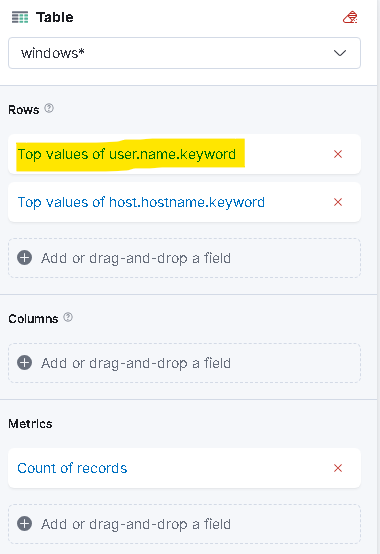 Table
windows*
Rows
Top values of user.name.keyword
Top values of host.hostname.keyword
Add or drag-and-drop a field
Columns
Add or drag-and-drop a field
Metrics
Count of records
Add or drag-and-drop a field